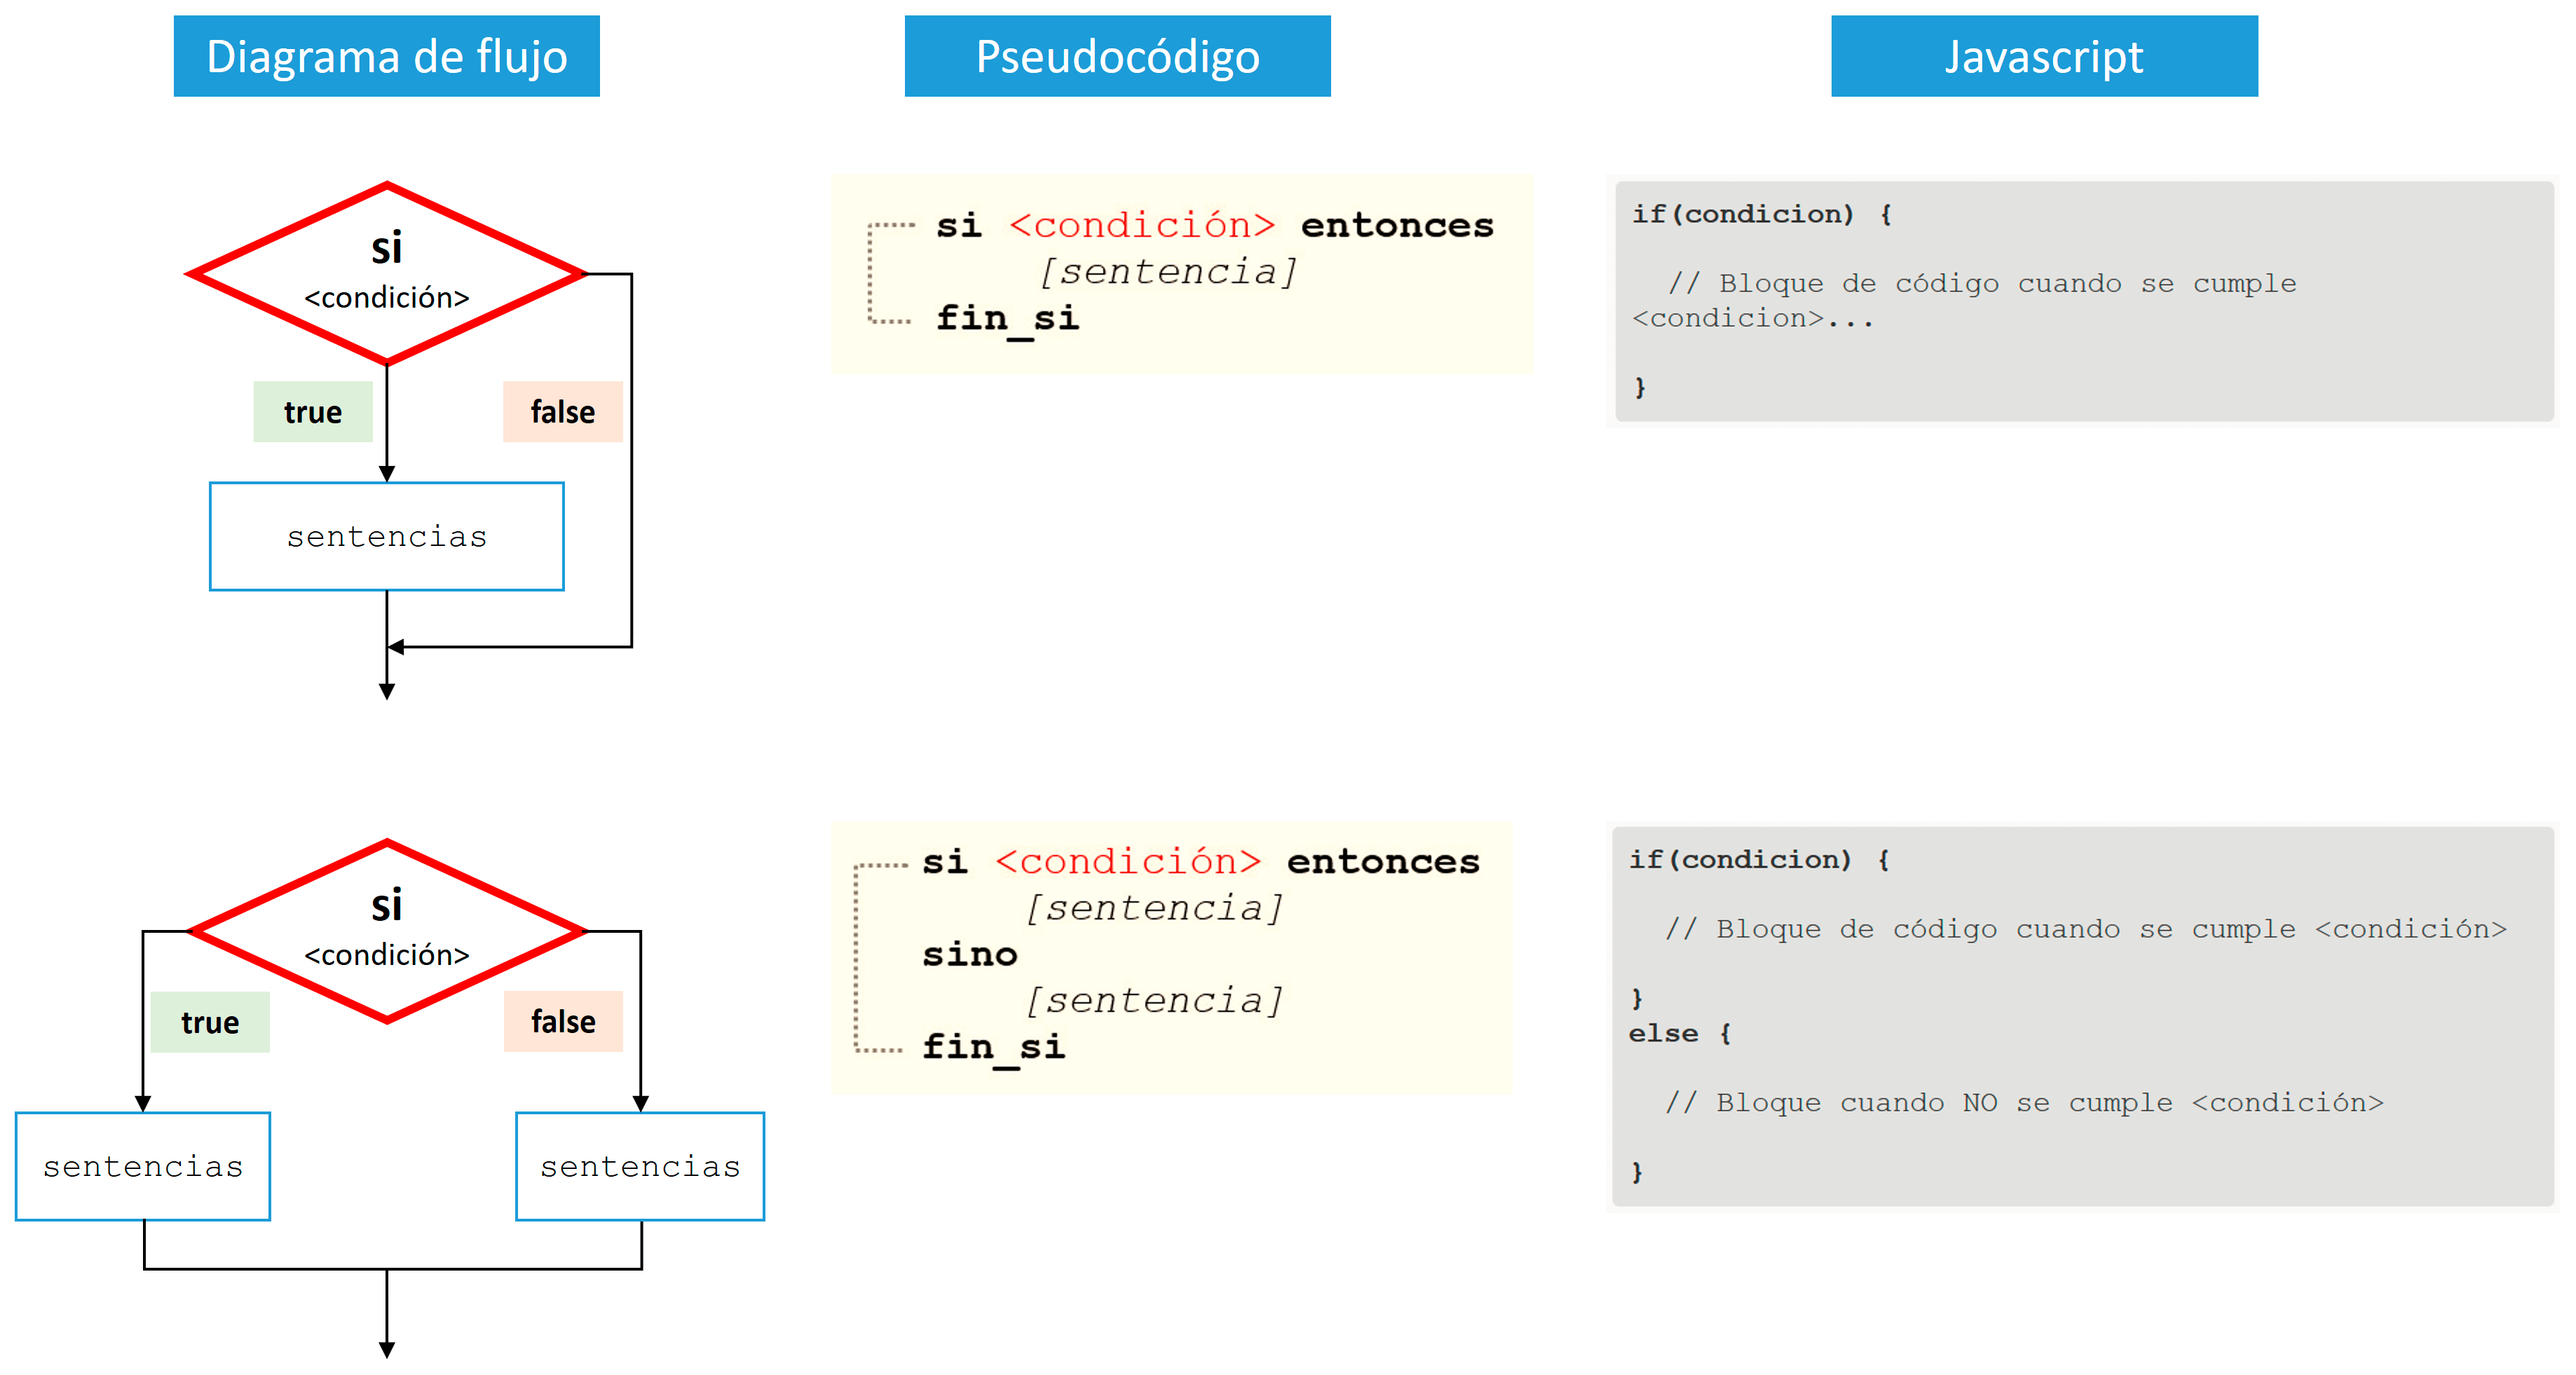 Diagrama de flujo
Pseudocódigo
Javascript
si
<condición>
true
false
sentencias
si <condición> entonces
[sentencia]
fin_si
if(condicion) {
// Bloque de código cuando se cumple
<condicion>...
}
si
<condición>
true
false
sentencias
sentencias
si <condición> entonces
[sentencia]
sino
[sentencia]
fin_si
if(condicion) {
// Bloque de código cuando se cumple <condición>
}
else {
// Bloque cuando NO se cumple <condición>
}